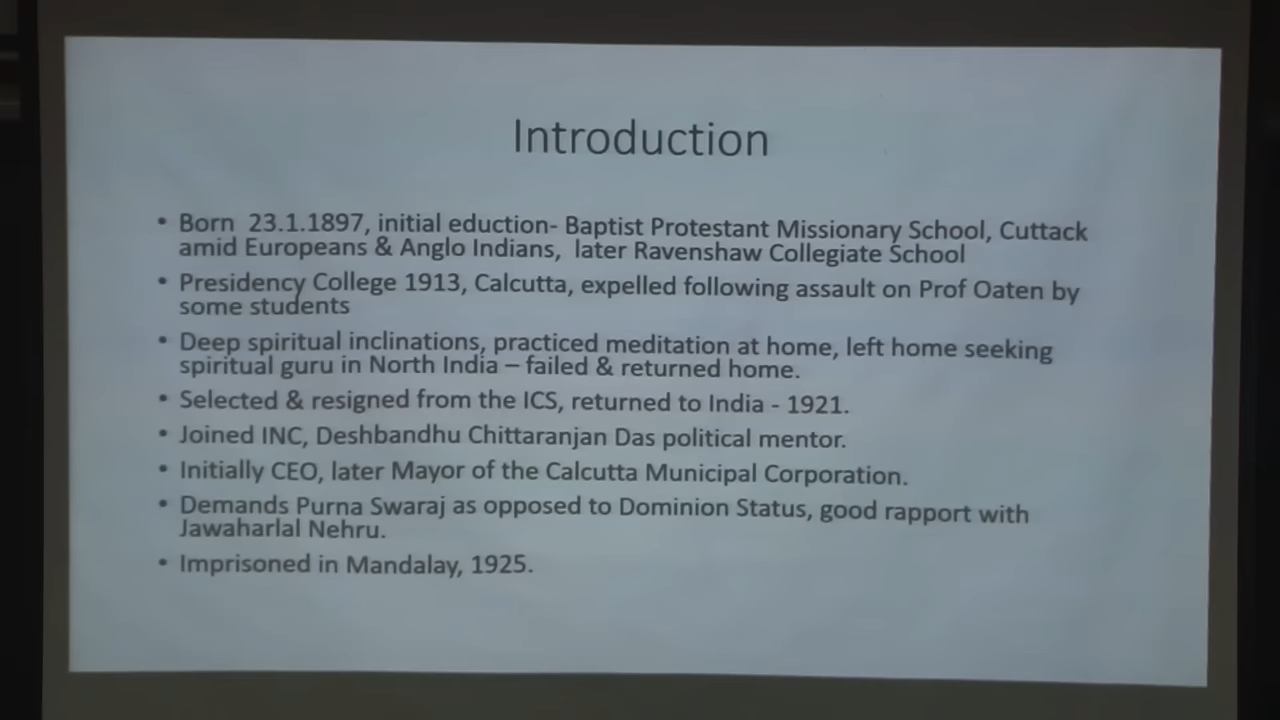 Introduction
• Born  23.1.1897, initial eduction- Baptist Protestant Missionary School, Cuttack
amid Europeans & Anglo Indians,  later Ravenshaw Collegiate School
• Presidency College 1913, Calcutta, expelled following assault on Prof Oaten by
some students
• Deep spiritual inclinations, practiced meditation at home, left home seeking
spiritual guru in North India – failed & returned home.
• Selected & resigned from the ICS, returned to India - 1921.
• Joined INC, Deshbandhu Chittaranjan Das political mentor.
• Initially CEO, later Mayor of the Calcutta Municipal Corporation.
• Demands Purna Swaraj as opposed to Dominion Status, good rapport with
Jawaharlal Nehru.
• Imprisoned in Mandalay, 1925.